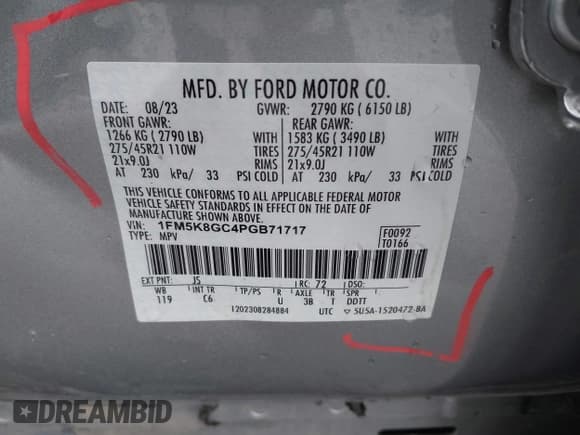 MFD. BY FORD MOTOR CO.
DATE: 08/23 GVWR: 2790 KG (6150 LB)
FRONT GAWR: REAR GAWR:
1266 KG (2790 LB) WITH 1583 KG (3490 LB) WITH
275/45R21 110W TIRES 275/45R21 110W TIRES
21x9.0J RIMS 21x9.0J RIMS
AT 230 kPa/ 33 PSI COLD AT 230 kPa/ 33 PSI COLD
THIS VEHICLE CONFORMS TO ALL APPLICABLE FEDERAL MOTOR
VEHICLE SAFETY STANDARDS IN EFFECT ON THE DATE OF
MANUFACTURE SHOWN ABOVE.
VIN: 1FM5K8GC4PGB71717 F0092
TYPE: MPV T0166
EXT PNT: JS RC: 72 DSO:
WB INT TR TP/PS R AXLE TR SPR
119 C6 U 3B T DDTT
1202308284884 UTC ▽ 5U5A-1520472-BA
DREAMBID